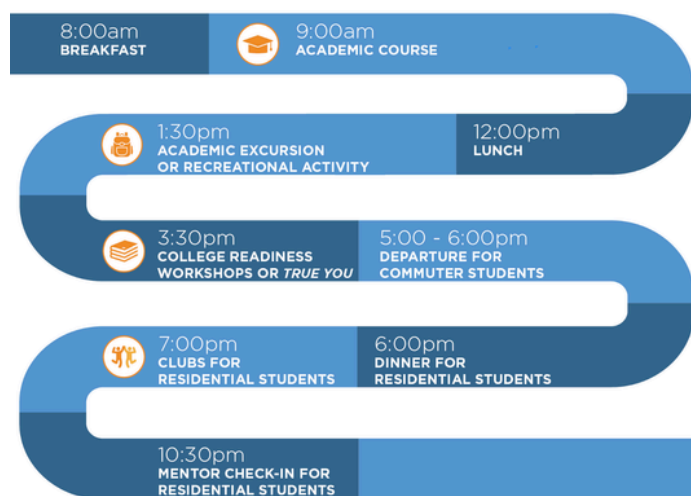 8:00am
BREAKFAST
9:00am
ACADEMIC COURSE
12:00pm
LUNCH
1:30pm
ACADEMIC EXCURSION
OR RECREATIONAL ACTIVITY
3:30pm
COLLEGE READINESS
WORKSHOPS OR TRUE YOU
5:00 - 6:00pm
DEPARTURE FOR
COMMUTER STUDENTS
6:00pm
DINNER FOR
RESIDENTIAL STUDENTS
7:00pm
CLUBS FOR
RESIDENTIAL STUDENTS
10:30pm
MENTOR CHECK-IN FOR
RESIDENTIAL STUDENTS